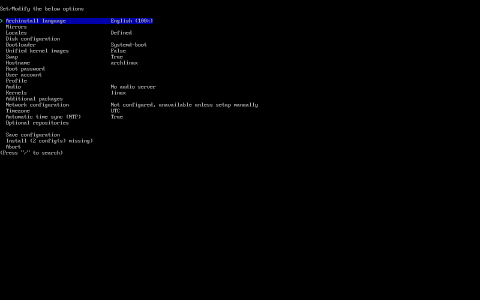 Set/Modify the below options
> Archinstall language English (100%)
Mirrors
Locales Defined
Disk configuration
Bootloader Systemd-boot
Unified kernel images False
Swap True
Hostname archlinux
Root password
User account
Profile
Audio No audio server
Kernels linux
Additional packages
Network configuration Not configured, unavailable unless setup manually
Timezone UTC
Automatic time sync (NTP) True
Optional repositories
Save configuration
Install (2 config(s) missing)
Abort
(Press "/" to search)